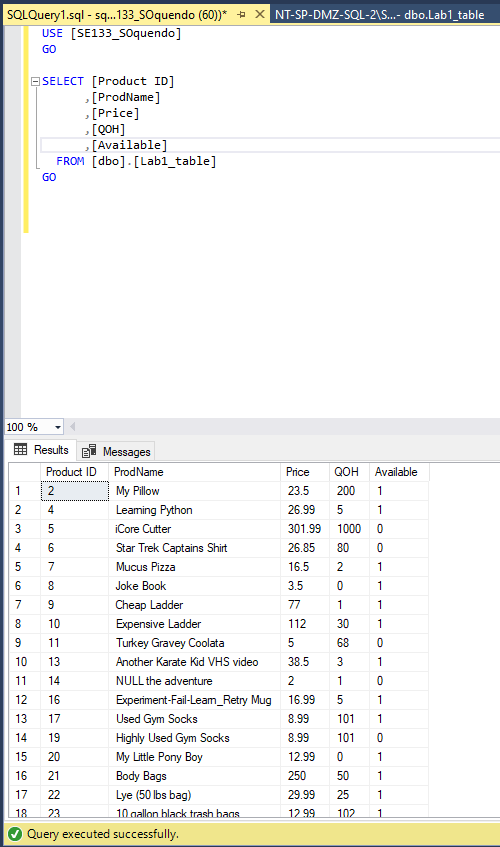 SQLQuery1.sql - sq...133_SOquendo (60))* NT-SP-DMZ-SQL-2\S...- dbo.Lab1_table
USE [SE133_SOquendo]
GO
SELECT [Product ID]
,[ProdName]
,[Price]
,[QOH]
,[Available]
FROM [dbo].[Lab1_table]
GO
100 %
Results Messages
Product ID ProdName Price QOH Available
1 2 My Pillow 23.5 200 1
2 4 Learning Python 26.99 5 1
3 5 iCore Cutter 301.99 1000 0
4 6 Star Trek Captains Shirt 26.85 80 0
5 7 Mucus Pizza 16.5 2 1
6 8 Joke Book 3.5 0 1
7 9 Cheap Ladder 77 1 1
8 10 Expensive Ladder 112 30 1
9 11 Turkey Gravey Coolata 5 68 0
10 13 Another Karate Kid VHS video 38.5 3 1
11 14 NULL the adventure 2 1 0
12 16 Experiment-Fail-Learn_Retry Mug 16.99 5 1
13 17 Used Gym Socks 8.99 101 1
14 19 Highly Used Gym Socks 8.99 101 0
15 20 My Little Pony Boy 12.99 0 1
16 21 Body Bags 250 50 1
17 22 Lye (50 lbs bag) 29.99 25 1
18 23 10 gallon black trash bags 12.99 102 1
Query executed successfully.